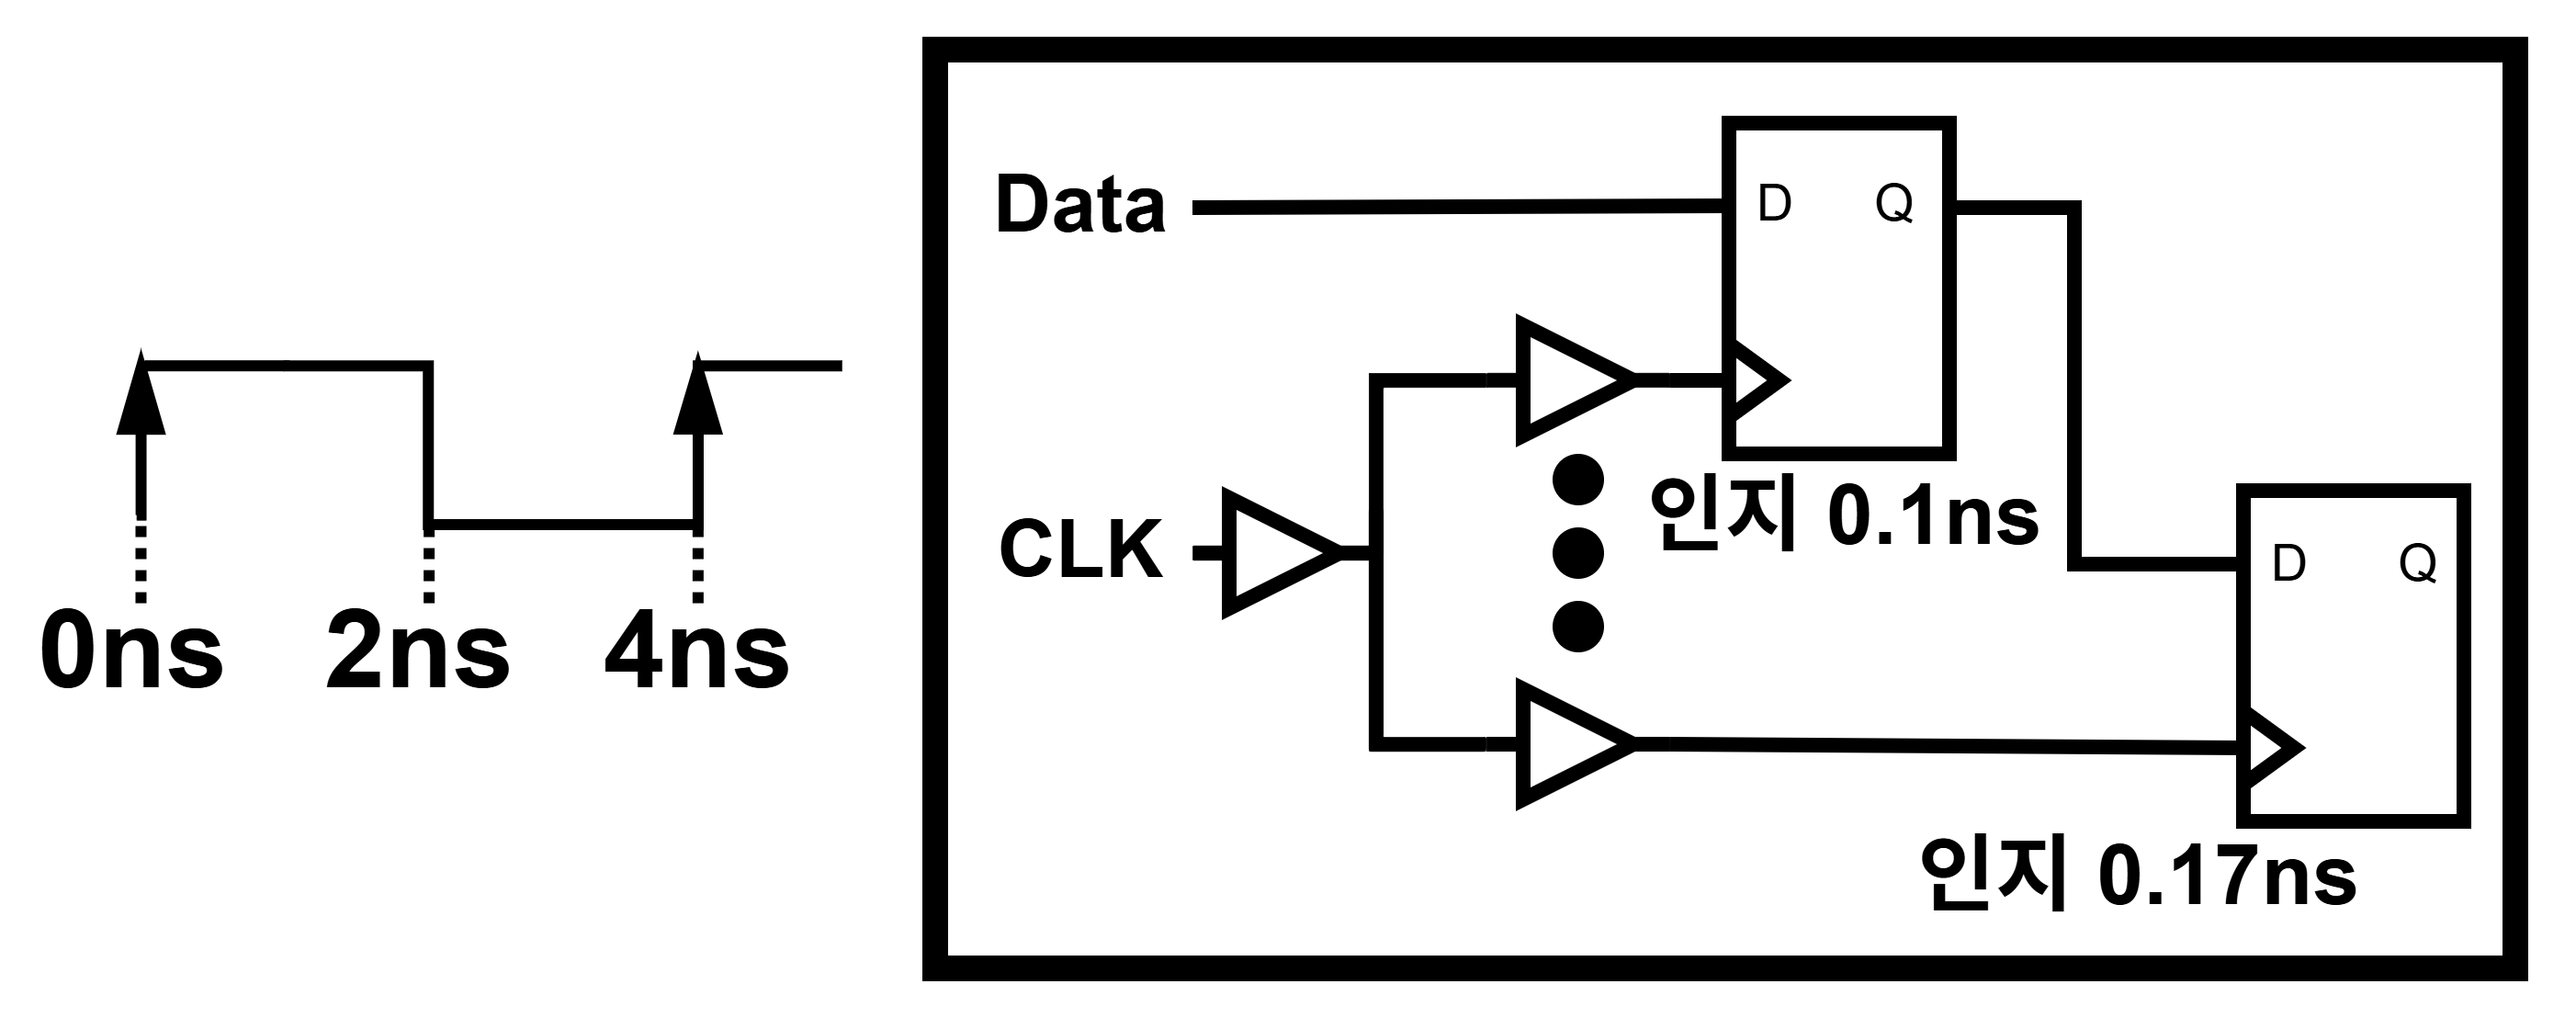 0ns 2ns 4ns
Data
D Q
CLK
인지 0.1ns
D Q
인지 0.17ns